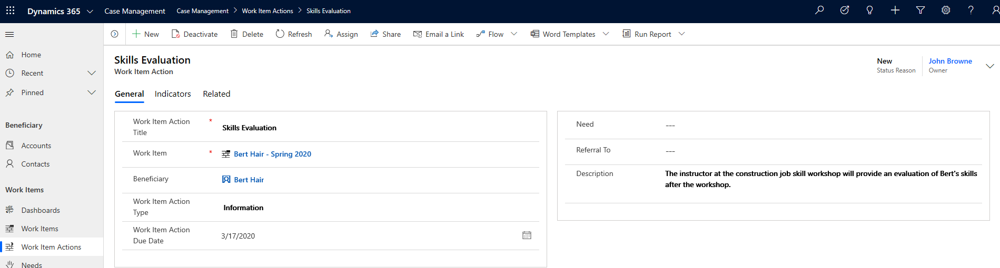 Dynamics 365 Case Management Case Management > Work Item Actions > Skills Evaluation
New Deactivate Delete Refresh Assign Share Email a Link Flow Word Templates Run Report
Home
Recent
Pinned
Beneficiary
Accounts
Contacts
Work Items
Dashboards
Work Items
Work Item Actions
Needs
Skills Evaluation
Work Item Action
New
Status Reason
John Browne
Owner
General Indicators Related
Work Item Action
Title
*
Skills Evaluation
Work Item * Bert Hair - Spring 2020
Beneficiary Bert Hair
Work Item Action
Type
Information
Work Item Action
Due Date
3/17/2020
Need ---
Referral To ---
Description The instructor at the construction job skill workshop will provide an evaluation of Bert's skills
after the workshop.